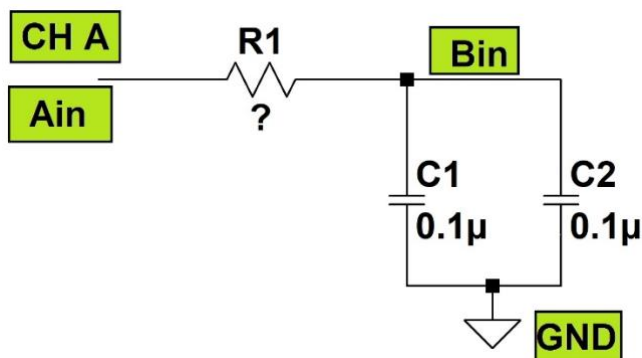 CH A
R1
Bin
Ain
?
C1
C2
0.1µ
0.1µ
GND